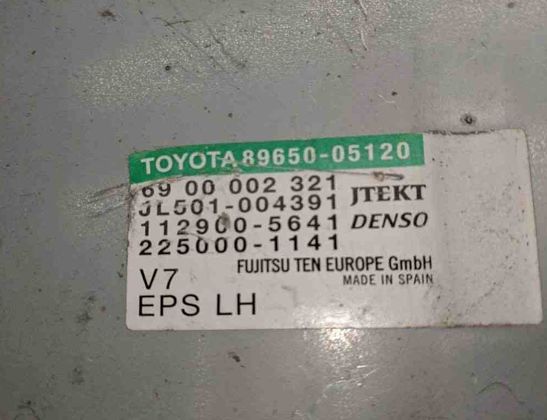 TOYOTA 89650-05120
69 00 002 321 JTEKT
JL501-004391
112900-5641 DENSO
225000-1141
FUJITSU TEN EUROPE GmbH
V7 MADE IN SPAIN
EPS LH